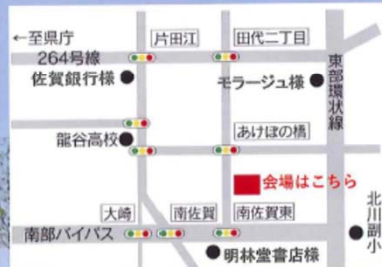 ←至県庁
片田江
田代二丁目
264号線
佐賀銀行様
モラージュ様
東部環状線
龍谷高校
あけぼの橋
会場はこちら
大崎
南佐賀
南佐賀東
北川副小
南部バイパス
明林堂書店様